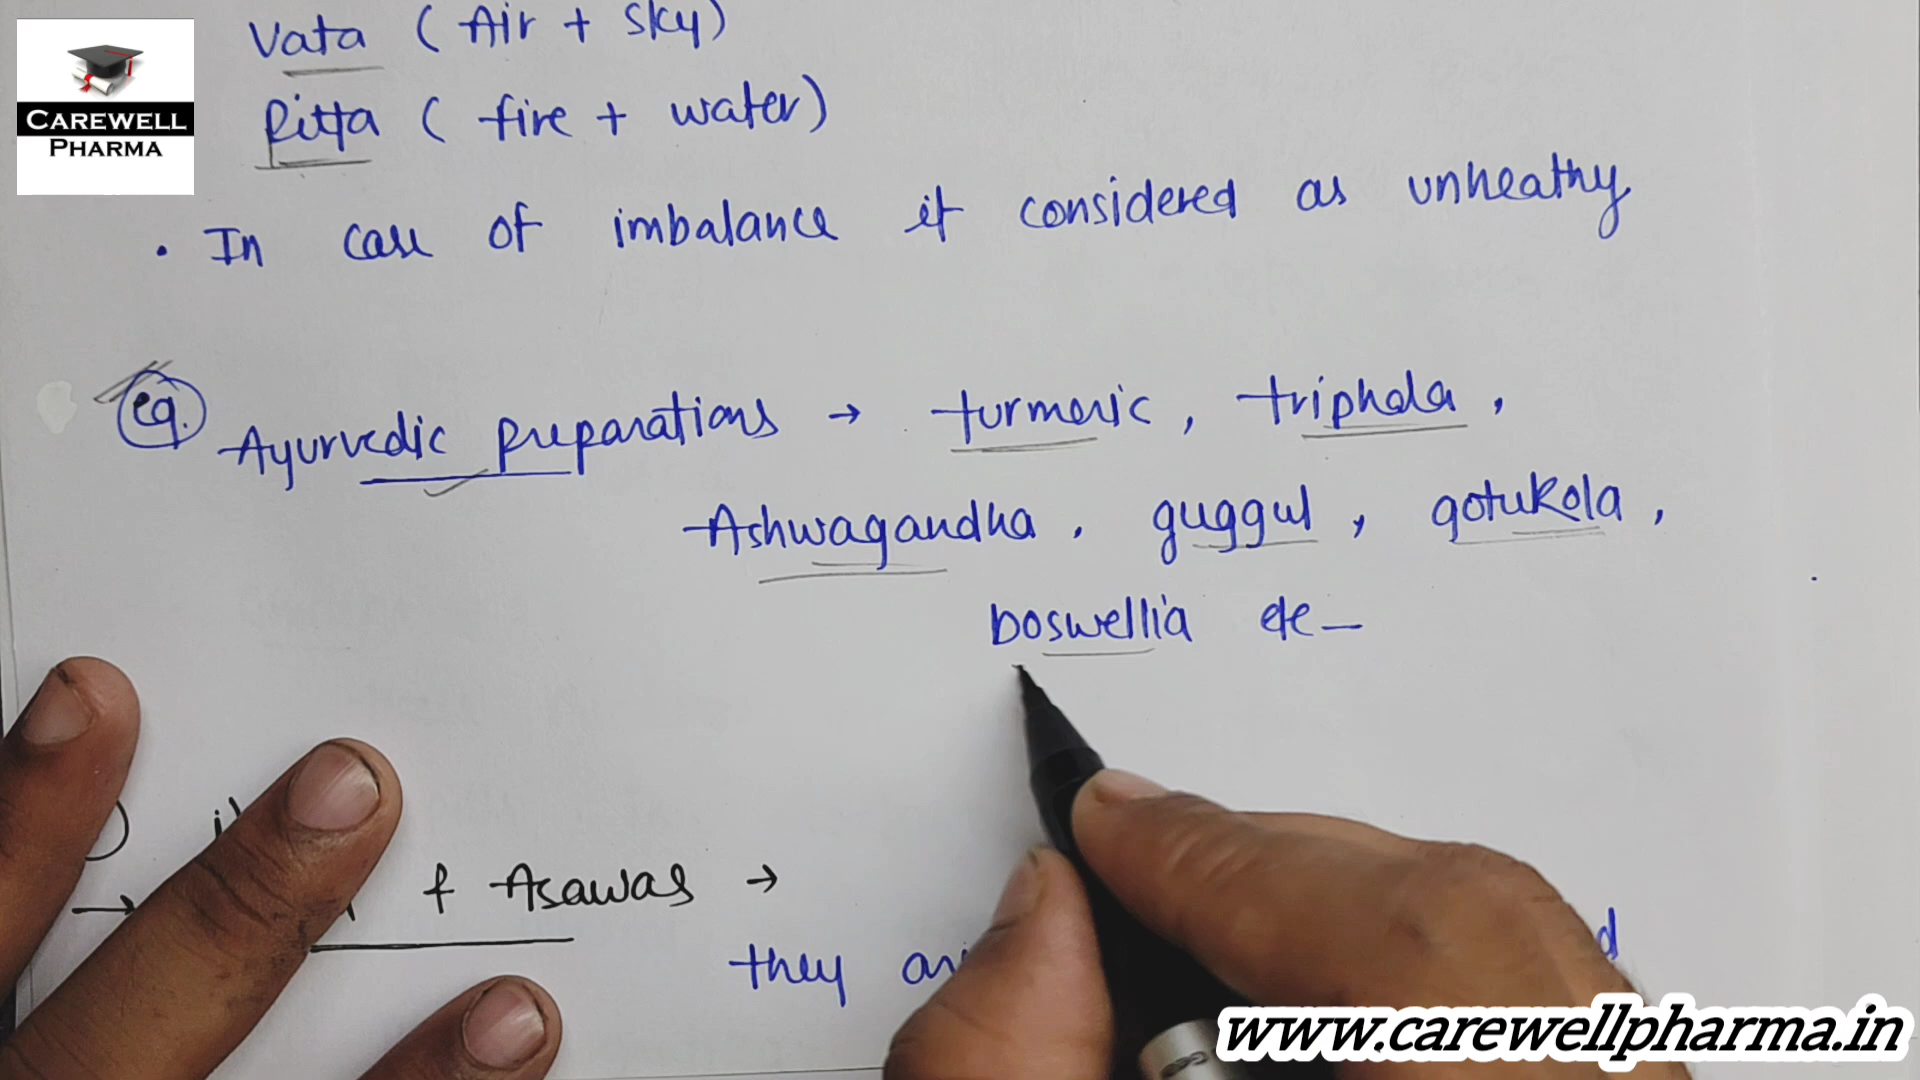 CAREWELL
PHARMA
Vata ( Air + Sky)
Pitta ( fire + water)
• In case of imbalance it considered as unheathy
eg. Ayurvedic preparations → turmeric, triphala,
Ashwagandha, guggul, gotukola,
boswellia etc —
→ & Asawas →
they
www.carewellpharma.in